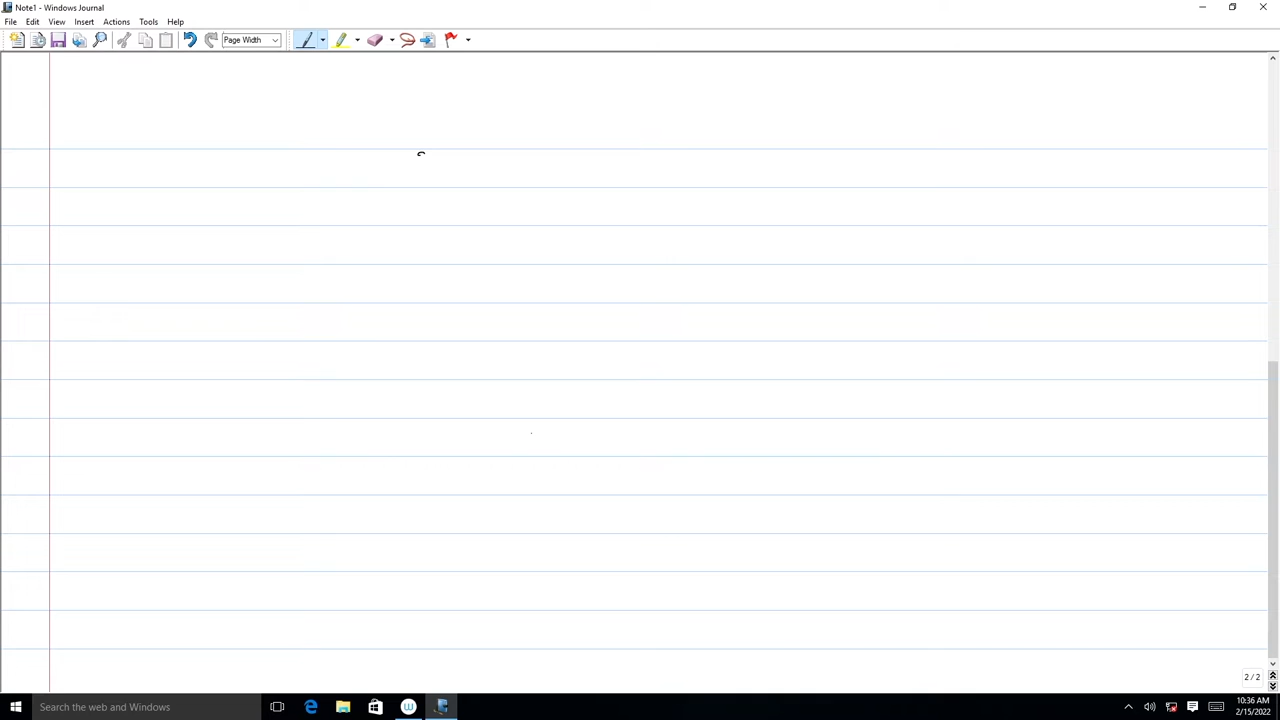 Note1 - Windows Journal
File Edit View Insert Actions Tools Help
Page Width
2 / 2
Search the web and Windows
10:36 AM
2/15/2022